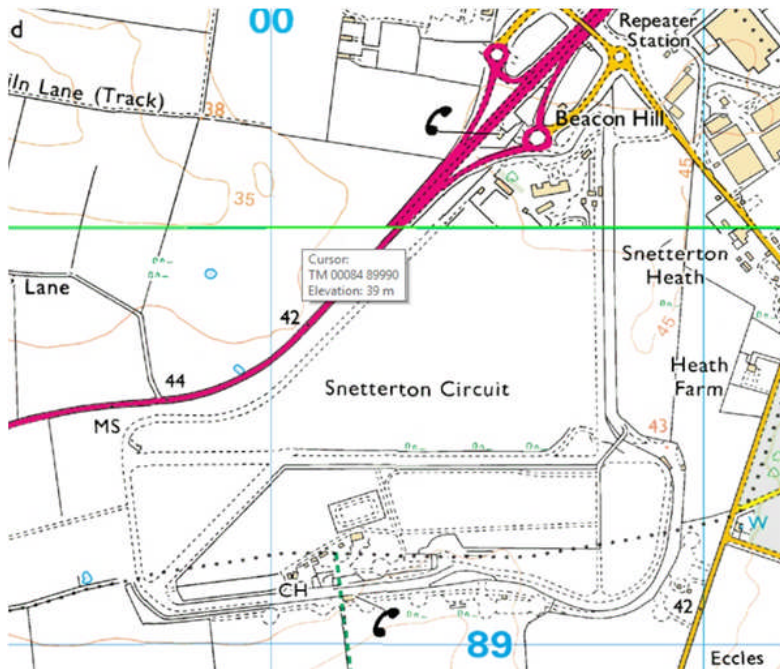 00
d
Repeater
Station
iln Lane (Track)
38
Beacon Hill
45
35
Cursor:
TM 00084 89990
Elevation: 39 m
Snetterton
Heath
Lane
42
45
44
Snetterton Circuit
Heath
Farm
MS
43
W
CH
42
89
Eccles